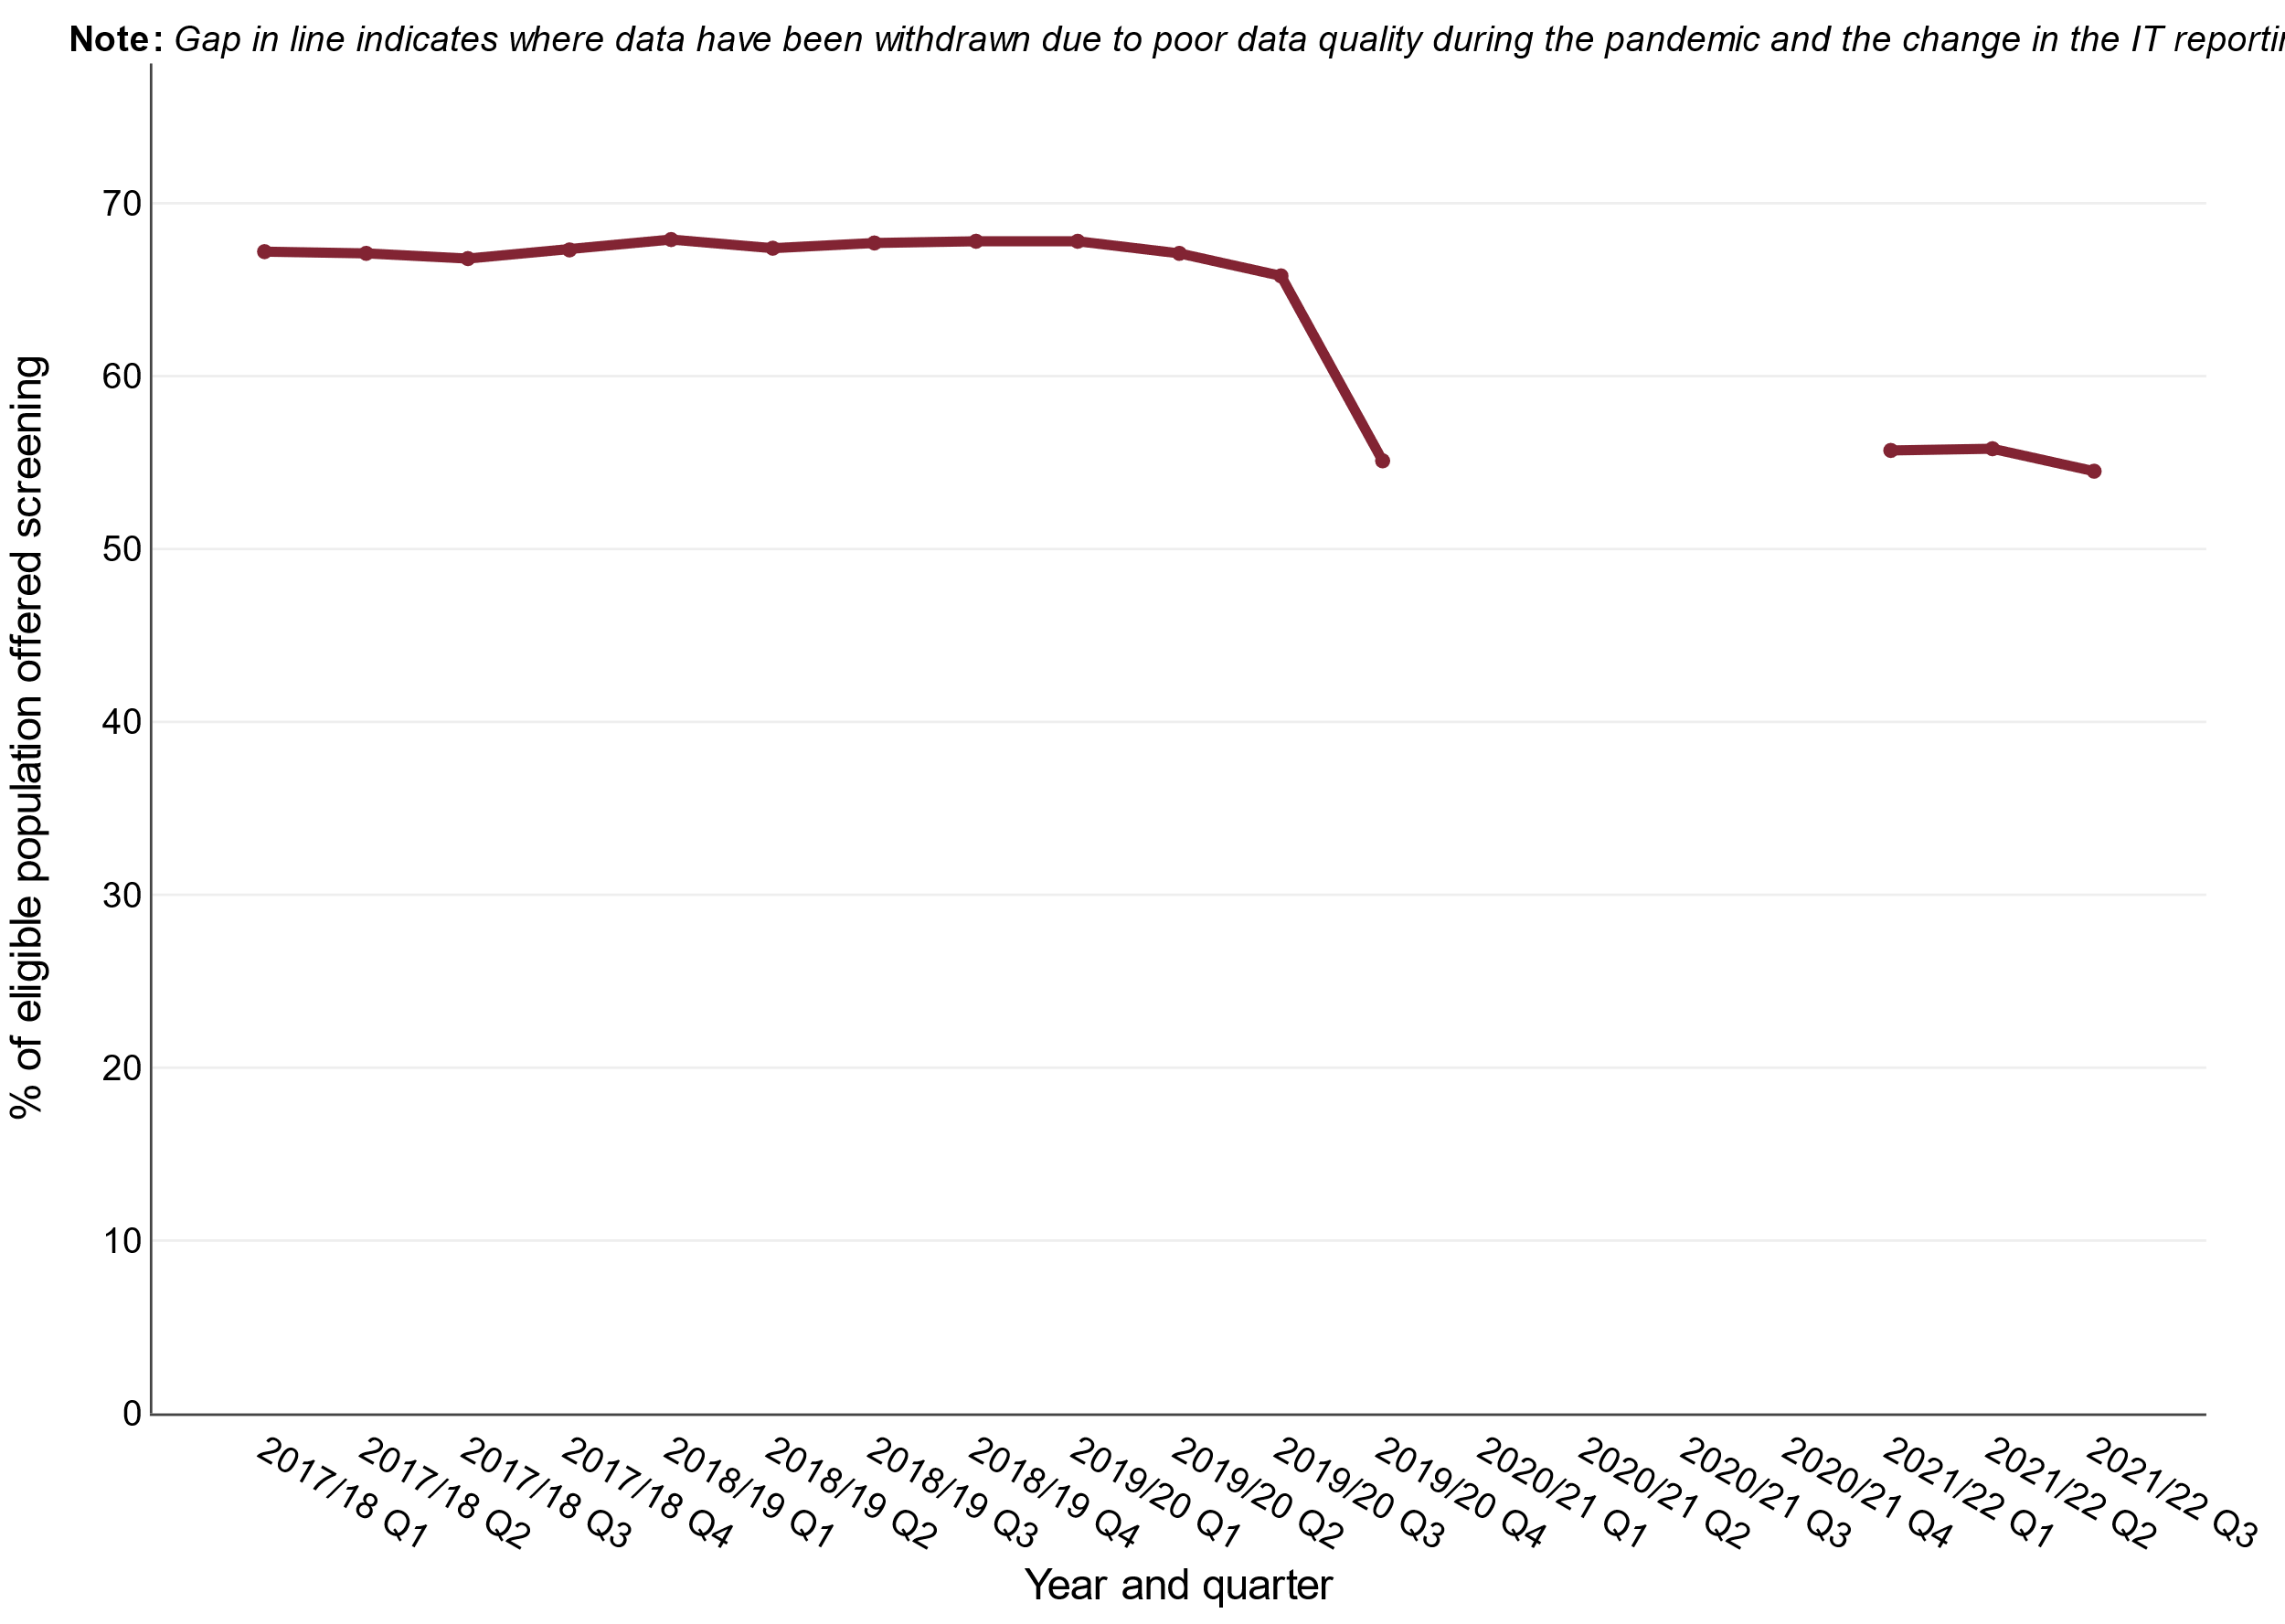 Note: Gap in line indicates where data have been withdrawn due to poor data quality during the pandemic and the change in the IT
% of eligible population offered screening
70
60
50
40
30
20
10
0
2017/18 Q1
2017/18 Q2
2017/18 Q3
2017/18 Q4
2018/19 Q1
2018/19 Q2
2018/19 Q3
2018/19 Q4
2019/20 Q1
2019/20 Q2
2019/20 Q3
2019/20 Q4
2020/21 Q1
2020/21 Q2
2020/21 Q3
2020/21 Q4
2021/22 Q1
2021/22 Q2
2021/22 Q3
Year and quarter